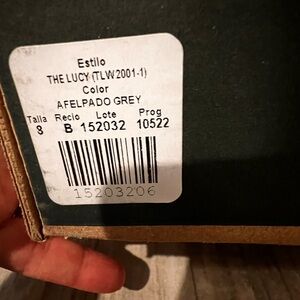 Estilo
THE LUCY (TLW2001-1)
Color
AFELPADO GREY
Talla Recio Lote Prog
8 B 152032 10522
15203206